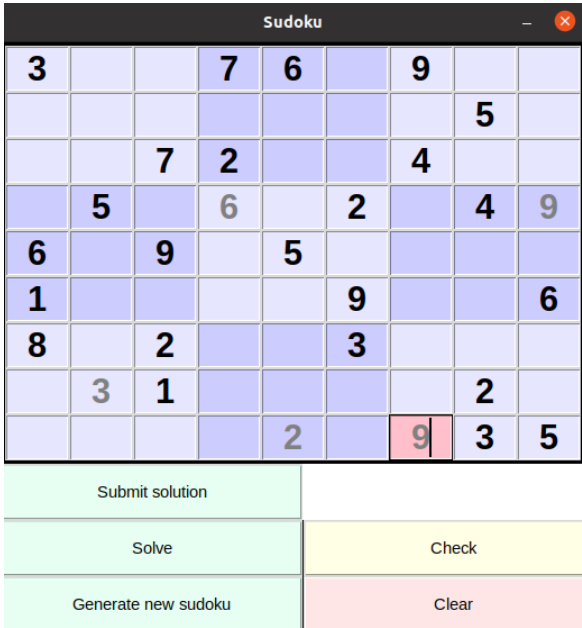 Sudoku
3 7 6 9
5
7 2 4
5 6 2 4 9
6 9 5
1 9 6
8 2 3
3 1 2
2 9 3 5
Submit solution
Solve Check
Generate new sudoku Clear